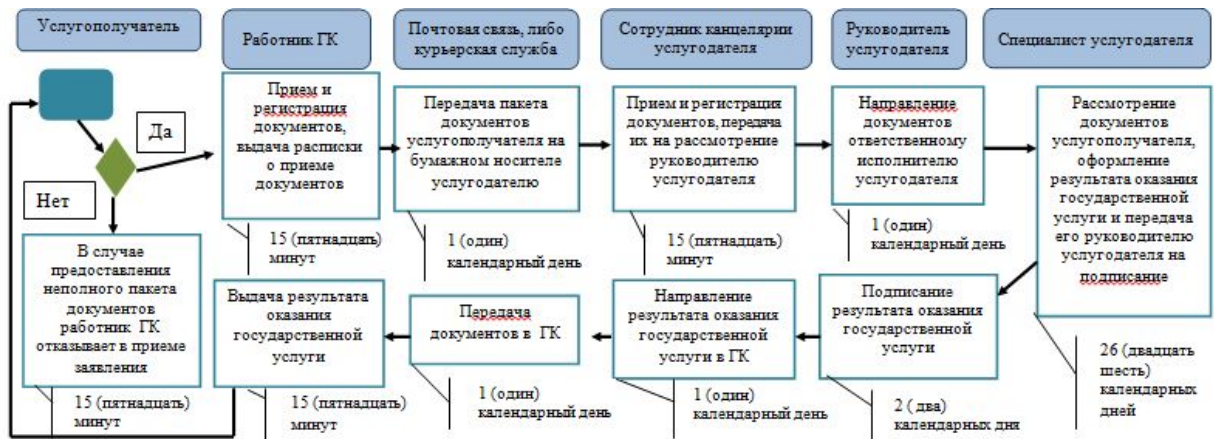 Услугополучатель
Работник ГК
Почтовая связь, либо
курьерская служба
Сотрудник канцелярии
услугодателя
Руководитель
услугодателя
Специалист услугодателя
Да
Нет
Прием и
регистрация
документов,
выдача расписки
о приеме
документов
Передача пакета
документов
услугополучателя на
бумажном носителе
услугодателю
Прием и регистрация
документов, передача
их на рассмотрение
руководителю
услугодателя
Направление
документов
ответственному
исполнителю
услугодателя
Рассмотрение
документов
услугополучателя,
оформление
результата оказания
государственной
услуги и передача
его руководителю
услугодателя на
подписание
15 (пятнадцать)
минут
1 (один)
календарный день
15 (пятнадцать)
минут
1 (один)
календарный день
В случае
предоставления
неполного пакета
документов
работник ГК
отказывает в приеме
заявления
Выдача результата
оказания
государственной
услуги
Передача
документов в ГК
Направление
результата оказания
государственной
услуги в ГК
Подписание
результата оказания
государственной
услуги
15 (пятнадцать)
минут
15 (пятнадцать)
минут
1 (один)
календарный день
1 (один)
календарный день
2 ( два)
календарных дня
26 (двадцать
шесть)
календарных
дней